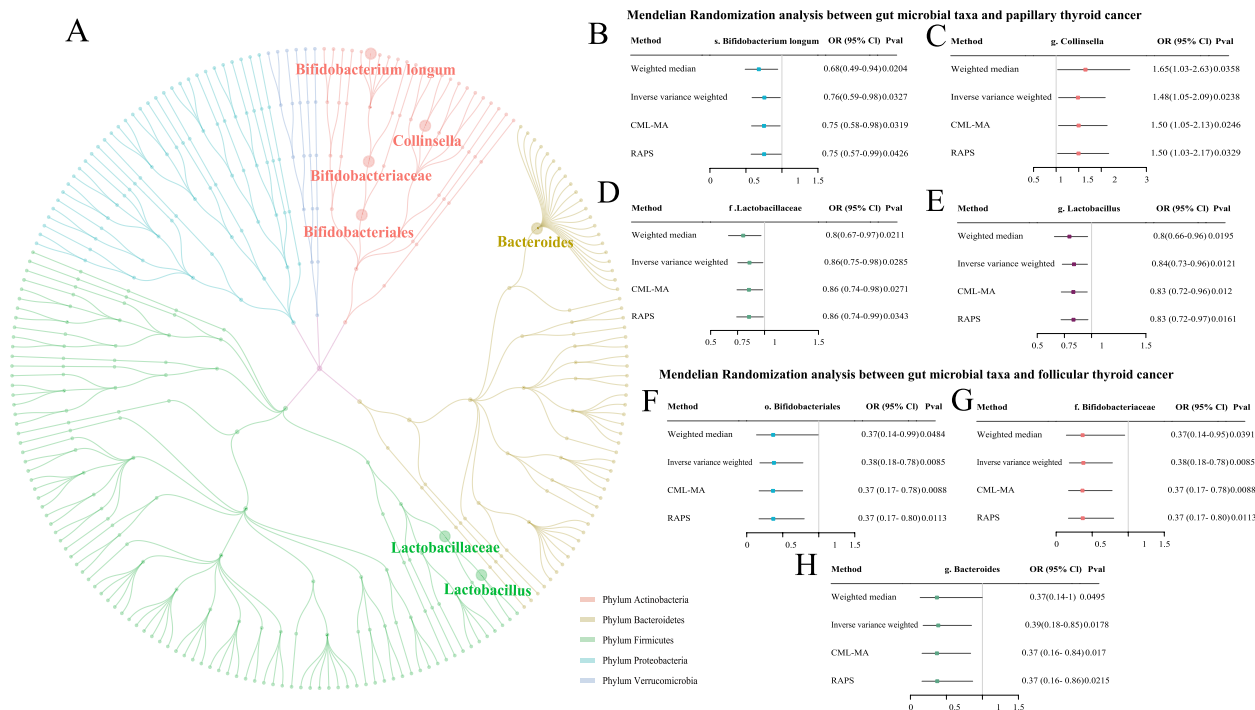 A
Bifidobacterium longum
Collinsella
Bifidobacteriaceae
Bifidobacteriales
Bacteroides
Lactobacillaceae
Lactobacillus
Phylum Actinobacteria
Phylum Bacteroidetes
Phylum Firmicutes
Phylum Proteobacteria
Phylum Verrucomicrobia
Mendelian Randomization analysis between gut microbial taxa and papillary thyroid cancer
B
Method s. Bifidobacterium longum OR (95% CI) Pval
Weighted median 0.68(0.49-0.94) 0.0204
Inverse variance weighted 0.76(0.59-0.98) 0.0327
CML-MA 0.75 (0.58-0.98) 0.0319
RAPS 0.75 (0.57-0.99) 0.0426
0 0.5 1 1.5
C
Method g. Collinsella OR (95% CI) Pval
Weighted median 1.65(1.03-2.63) 0.0358
Inverse variance weighted 1.48(1.05-2.09) 0.0238
CML-MA 1.50 (1.05-2.13) 0.0246
RAPS 1.50 (1.03-2.17) 0.0329
0.5 1 1.5 2 3
D
Method f .Lactobacillaceae OR (95% CI) Pval
Weighted median 0.8(0.67-0.97) 0.0211
Inverse variance weighted 0.86(0.75-0.98) 0.0285
CML-MA 0.86 (0.74-0.98) 0.0271
RAPS 0.86 (0.74-0.99) 0.0343
0.5 0.75 1 1.5
E
Method g. Lactobacillus OR (95% CI) Pval
Weighted median 0.8(0.66-0.96) 0.0195
Inverse variance weighted 0.84(0.73-0.96) 0.0121
CML-MA 0.83 (0.72-0.96) 0.012
RAPS 0.83 (0.72-0.97) 0.0161
0.5 0.75 1 1.5
Mendelian Randomization analysis between gut microbial taxa and follicular thyroid cancer
F
Method o. Bifidobacteriales OR (95% CI) Pval
Weighted median 0.37(0.14-0.99) 0.0484
Inverse variance weighted 0.38(0.18-0.78) 0.0085
CML-MA 0.37 (0.17- 0.78) 0.0088
RAPS 0.37 (0.17- 0.80) 0.0113
0 0.5 1 1.5
G
Method f. Bifidobacteriaceae OR (95% CI) Pval
Weighted median 0.37(0.14-0.95) 0.0391
Inverse variance weighted 0.38(0.18-0.78) 0.0085
CML-MA 0.37 (0.17- 0.78) 0.0088
RAPS 0.37 (0.17- 0.80) 0.0113
0 0.5 1 1.5
H
Method g. Bacteroides OR (95% CI) Pval
Weighted median 0.37(0.14-1) 0.0495
Inverse variance weighted 0.39(0.18-0.85) 0.0178
CML-MA 0.37 (0.16- 0.84) 0.017
RAPS 0.37 (0.16- 0.86) 0.0215
0 0.5 1 1.5